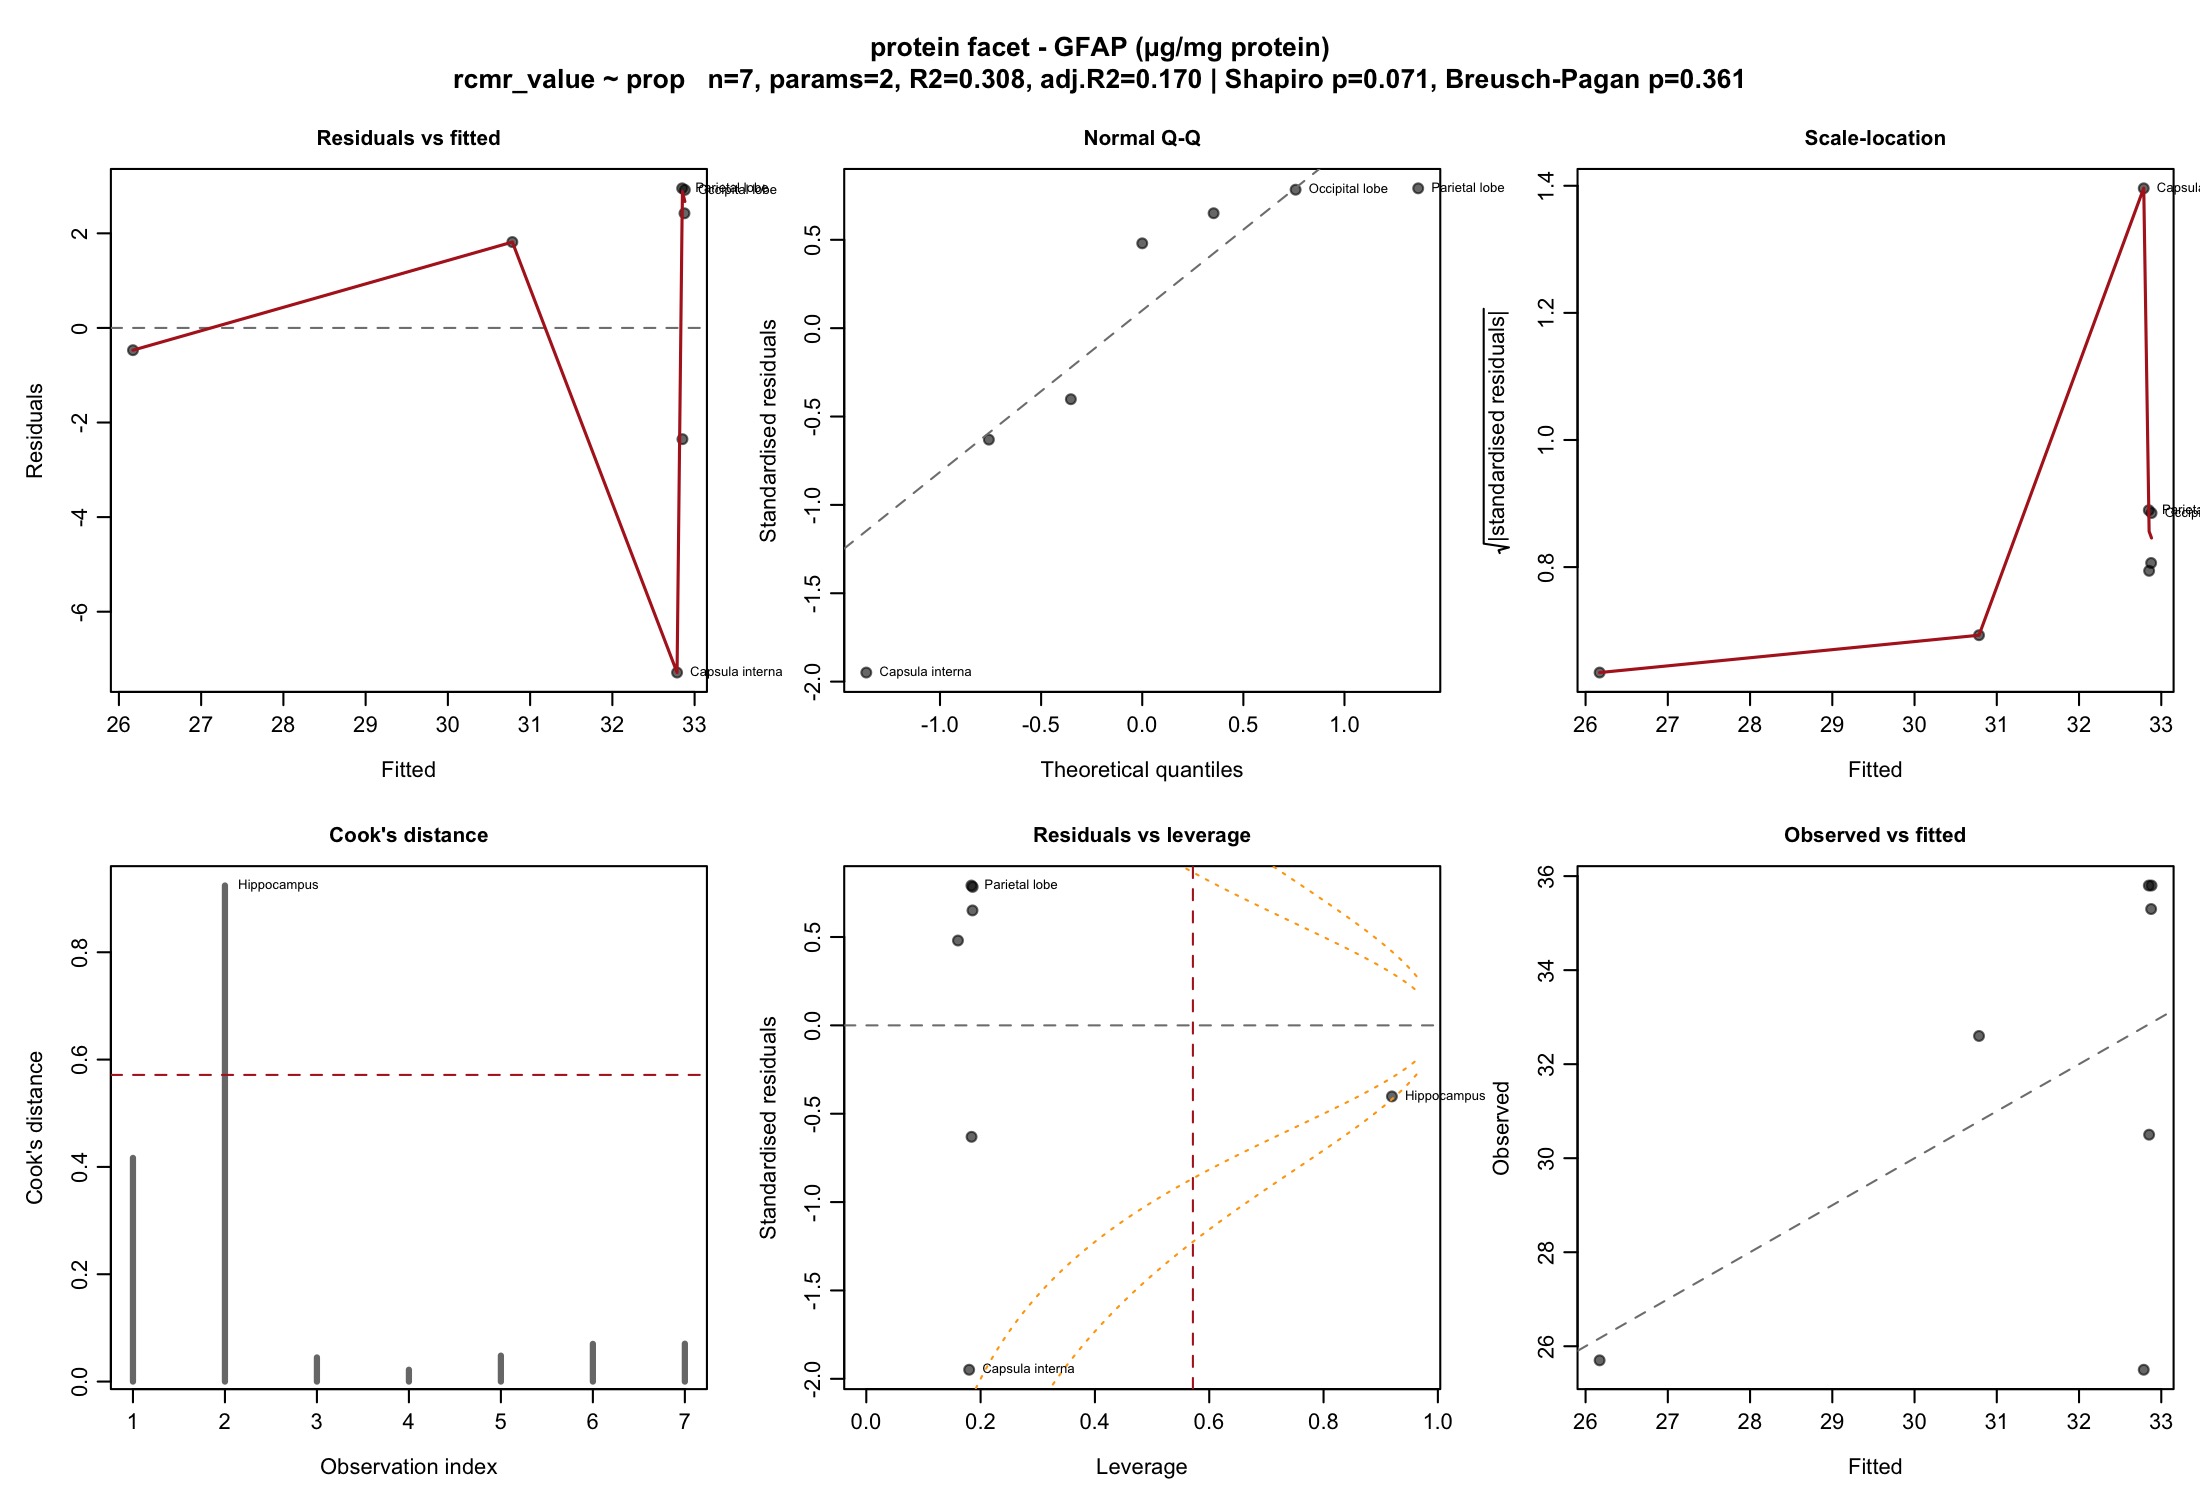 protein facet - GFAP (µg/mg protein)
rcmr_value ~ prop   n=7, params=2, R2=0.308, adj.R2=0.170 | Shapiro p=0.071, Breusch-Pagan p=0.361
Residuals vs fitted
Residuals
2
0
-2
-4
-6
Parietal lobe
Occipital lobe
Capsula interna
26 27 28 29 30 31 32 33
Fitted
Normal Q-Q
Standardised residuals
0.5
0.0
-0.5
-1.0
-1.5
-2.0
Occipital lobe
Parietal lobe
Capsula interna
-1.0 -0.5 0.0 0.5 1.0
Theoretical quantiles
Scale-location
√|standardised residuals|
1.4
1.2
1.0
0.8
Capsula
Parieta
Occip
26 27 28 29 30 31 32 33
Fitted
Cook's distance
Cook's distance
0.8
0.6
0.4
0.2
0.0
Hippocampus
1 2 3 4 5 6 7
Observation index
Residuals vs leverage
Standardised residuals
0.5
0.0
-0.5
-1.0
-1.5
-2.0
Parietal lobe
Hippocampus
Capsula interna
0.0 0.2 0.4 0.6 0.8 1.0
Leverage
Observed vs fitted
Observed
36
34
32
30
28
26
26 27 28 29 30 31 32 33
Fitted